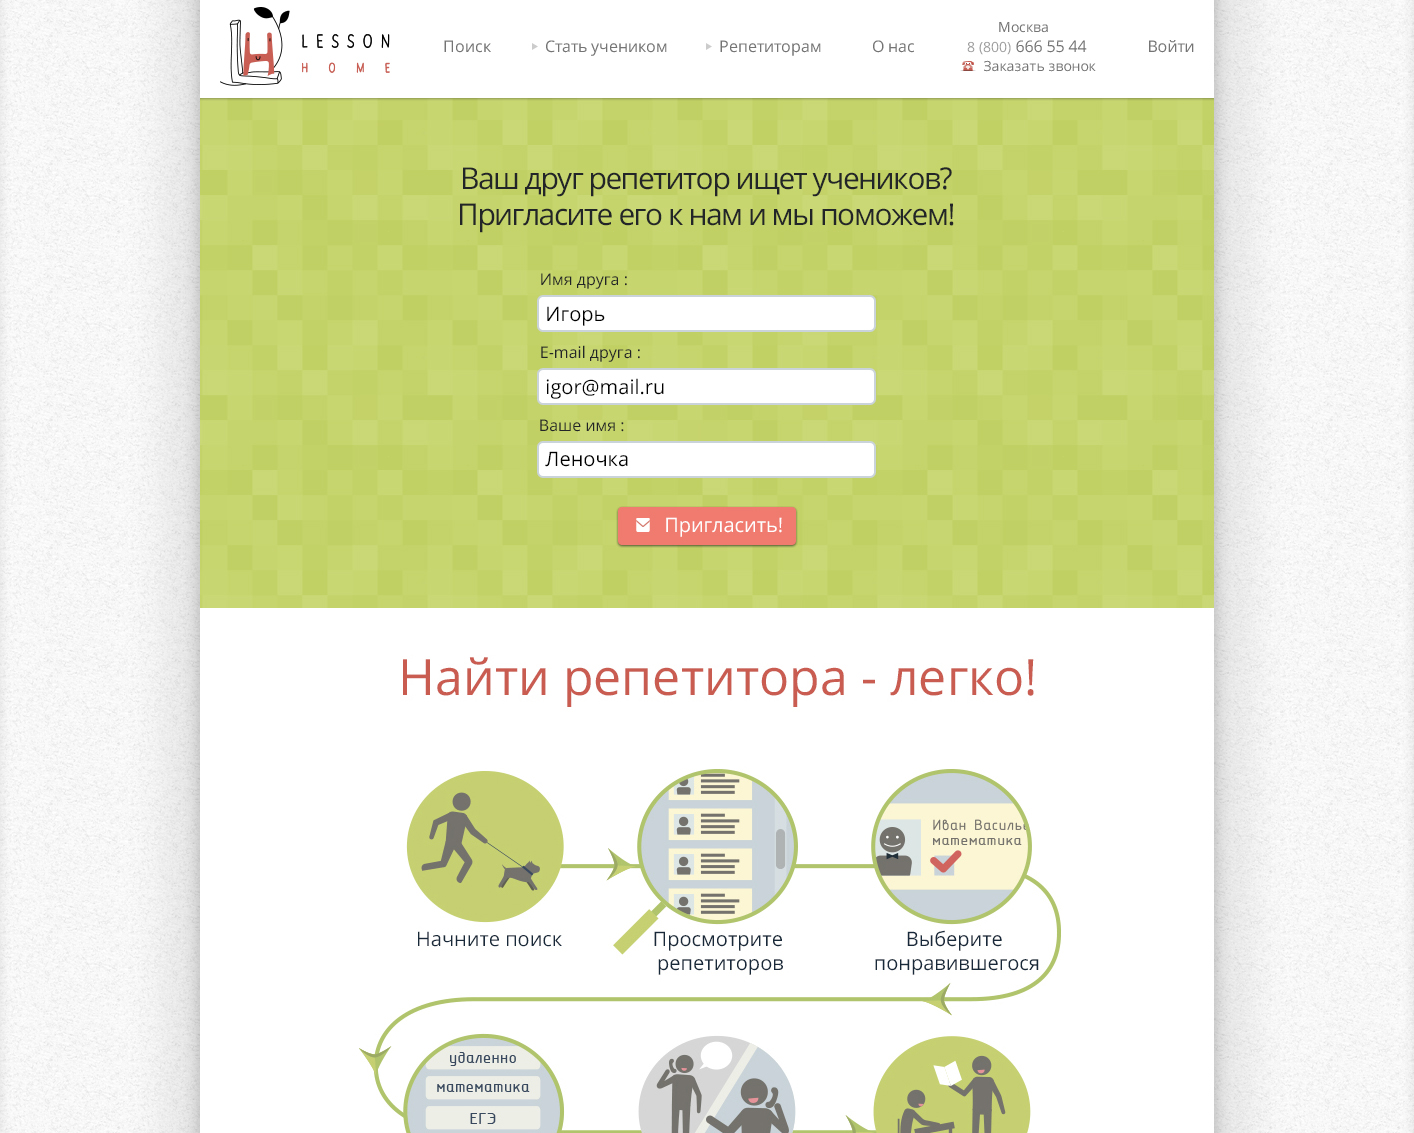 LESSON
HOME
Поиск
Стать учеником
Репетиторам
О нас
Москва
8 (800) 666 55 44
Заказать звонок
Войти
Ваш друг репетитор ищет учеников?
Пригласите его к нам и мы поможем!
Имя друга :
Игорь
E-mail друга :
igor@mail.ru
Ваше имя :
Леночка
Пригласить!
Найти репетитора - легко!
Иван Василье
математика
Начните поиск
Просмотрите
репетиторов
Выберите
понравившегося
удаленно
математика
ЕГЭ